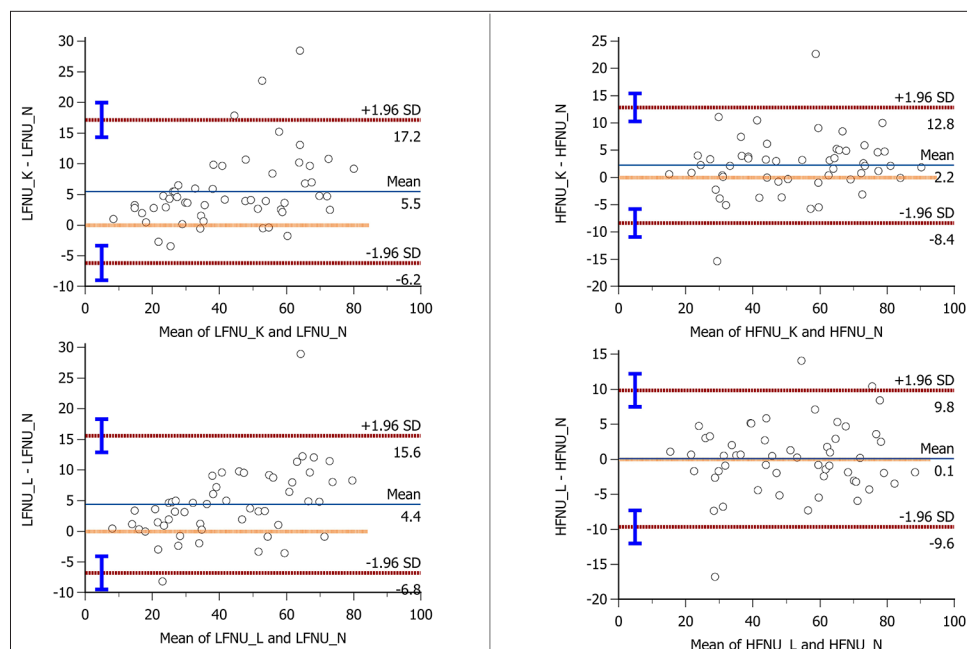 30
25
20
15
10
5
0
-5
-10
LFNU_K - LFNU_N
+1.96 SD
17.2
Mean
5.5
-1.96 SD
-6.2
0 20 40 60 80 100
Mean of LFNU_K and LFNU_N
25
20
15
10
5
0
-5
-10
-15
-20
HFNU_K - HFNU_N
+1.96 SD
12.8
Mean
2.2
-1.96 SD
-8.4
0 20 40 60 80 100
Mean of HFNU_K and HFNU_N
30
25
20
15
10
5
0
-5
-10
LFNU_L - LFNU_N
+1.96 SD
15.6
Mean
4.4
-1.96 SD
-6.8
0 20 40 60 80 100
Mean of LFNU_L and LFNU_N
15
10
5
0
-5
-10
-15
-20
HFNU_L - HFNU_N
+1.96 SD
9.8
Mean
0.1
-1.96 SD
-9.6
0 20 40 60 80 100
Mean of HFNU_L and HFNU_N